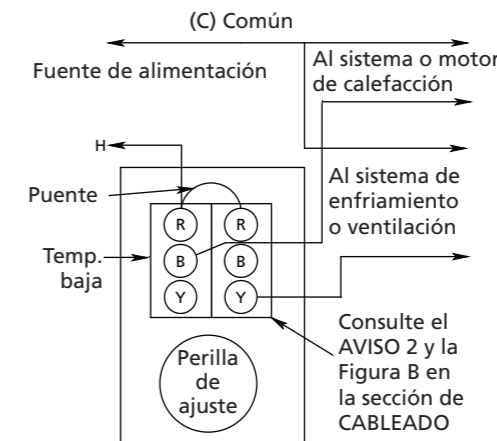 (C) Común
Fuente de alimentación
Al sistema o motor
de calefacción
H
Puente
Al sistema de
enfriamiento
o ventilación
R
R
Temp.
baja
B
B
Y
Y
Consulte el
AVISO 2 y la
Figura B en
la sección de
CABLEADO
Perilla
de
ajuste